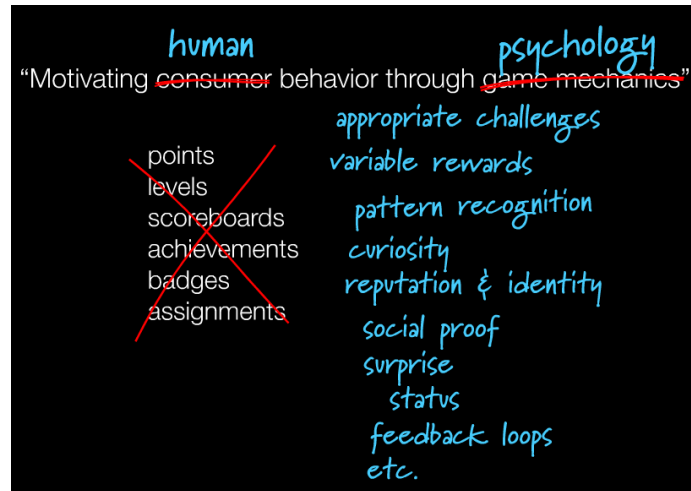 human psychology
“Motivating consumer behavior through game mechanics”
points
levels
scoreboards
achievements
badges
assignments
appropriate challenges
variable rewards
pattern recognition
curiosity
reputation & identity
social proof
surprise
status
feedback loops
etc.